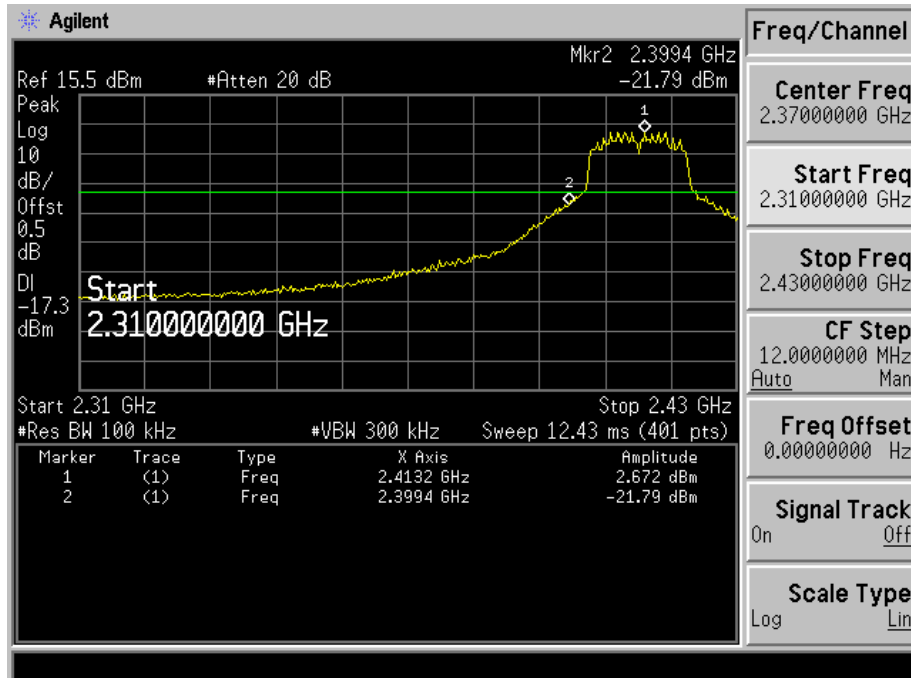 Agilent
Mkr2 2.3994 GHz
Ref 15.5 dBm #Atten 20 dB -21.79 dBm
Peak
Log
10
dB/
Offst
0.5
dB
DI
-17.3
dBm
1
2
Start
2.310000000 GHz
Start 2.31 GHz Stop 2.43 GHz
#Res BW 100 kHz #VBW 300 kHz Sweep 12.43 ms (401 pts)
Marker Trace Type X Axis Amplitude
1 (1) Freq 2.4132 GHz 2.672 dBm
2 (1) Freq 2.3994 GHz -21.79 dBm
Freq/Channel
Center Freq
2.37000000 GHz
Start Freq
2.31000000 GHz
Stop Freq
2.43000000 GHz
CF Step
12.0000000 MHz
Auto Man
Freq Offset
0.00000000 Hz
Signal Track
On Off
Scale Type
Log Lin